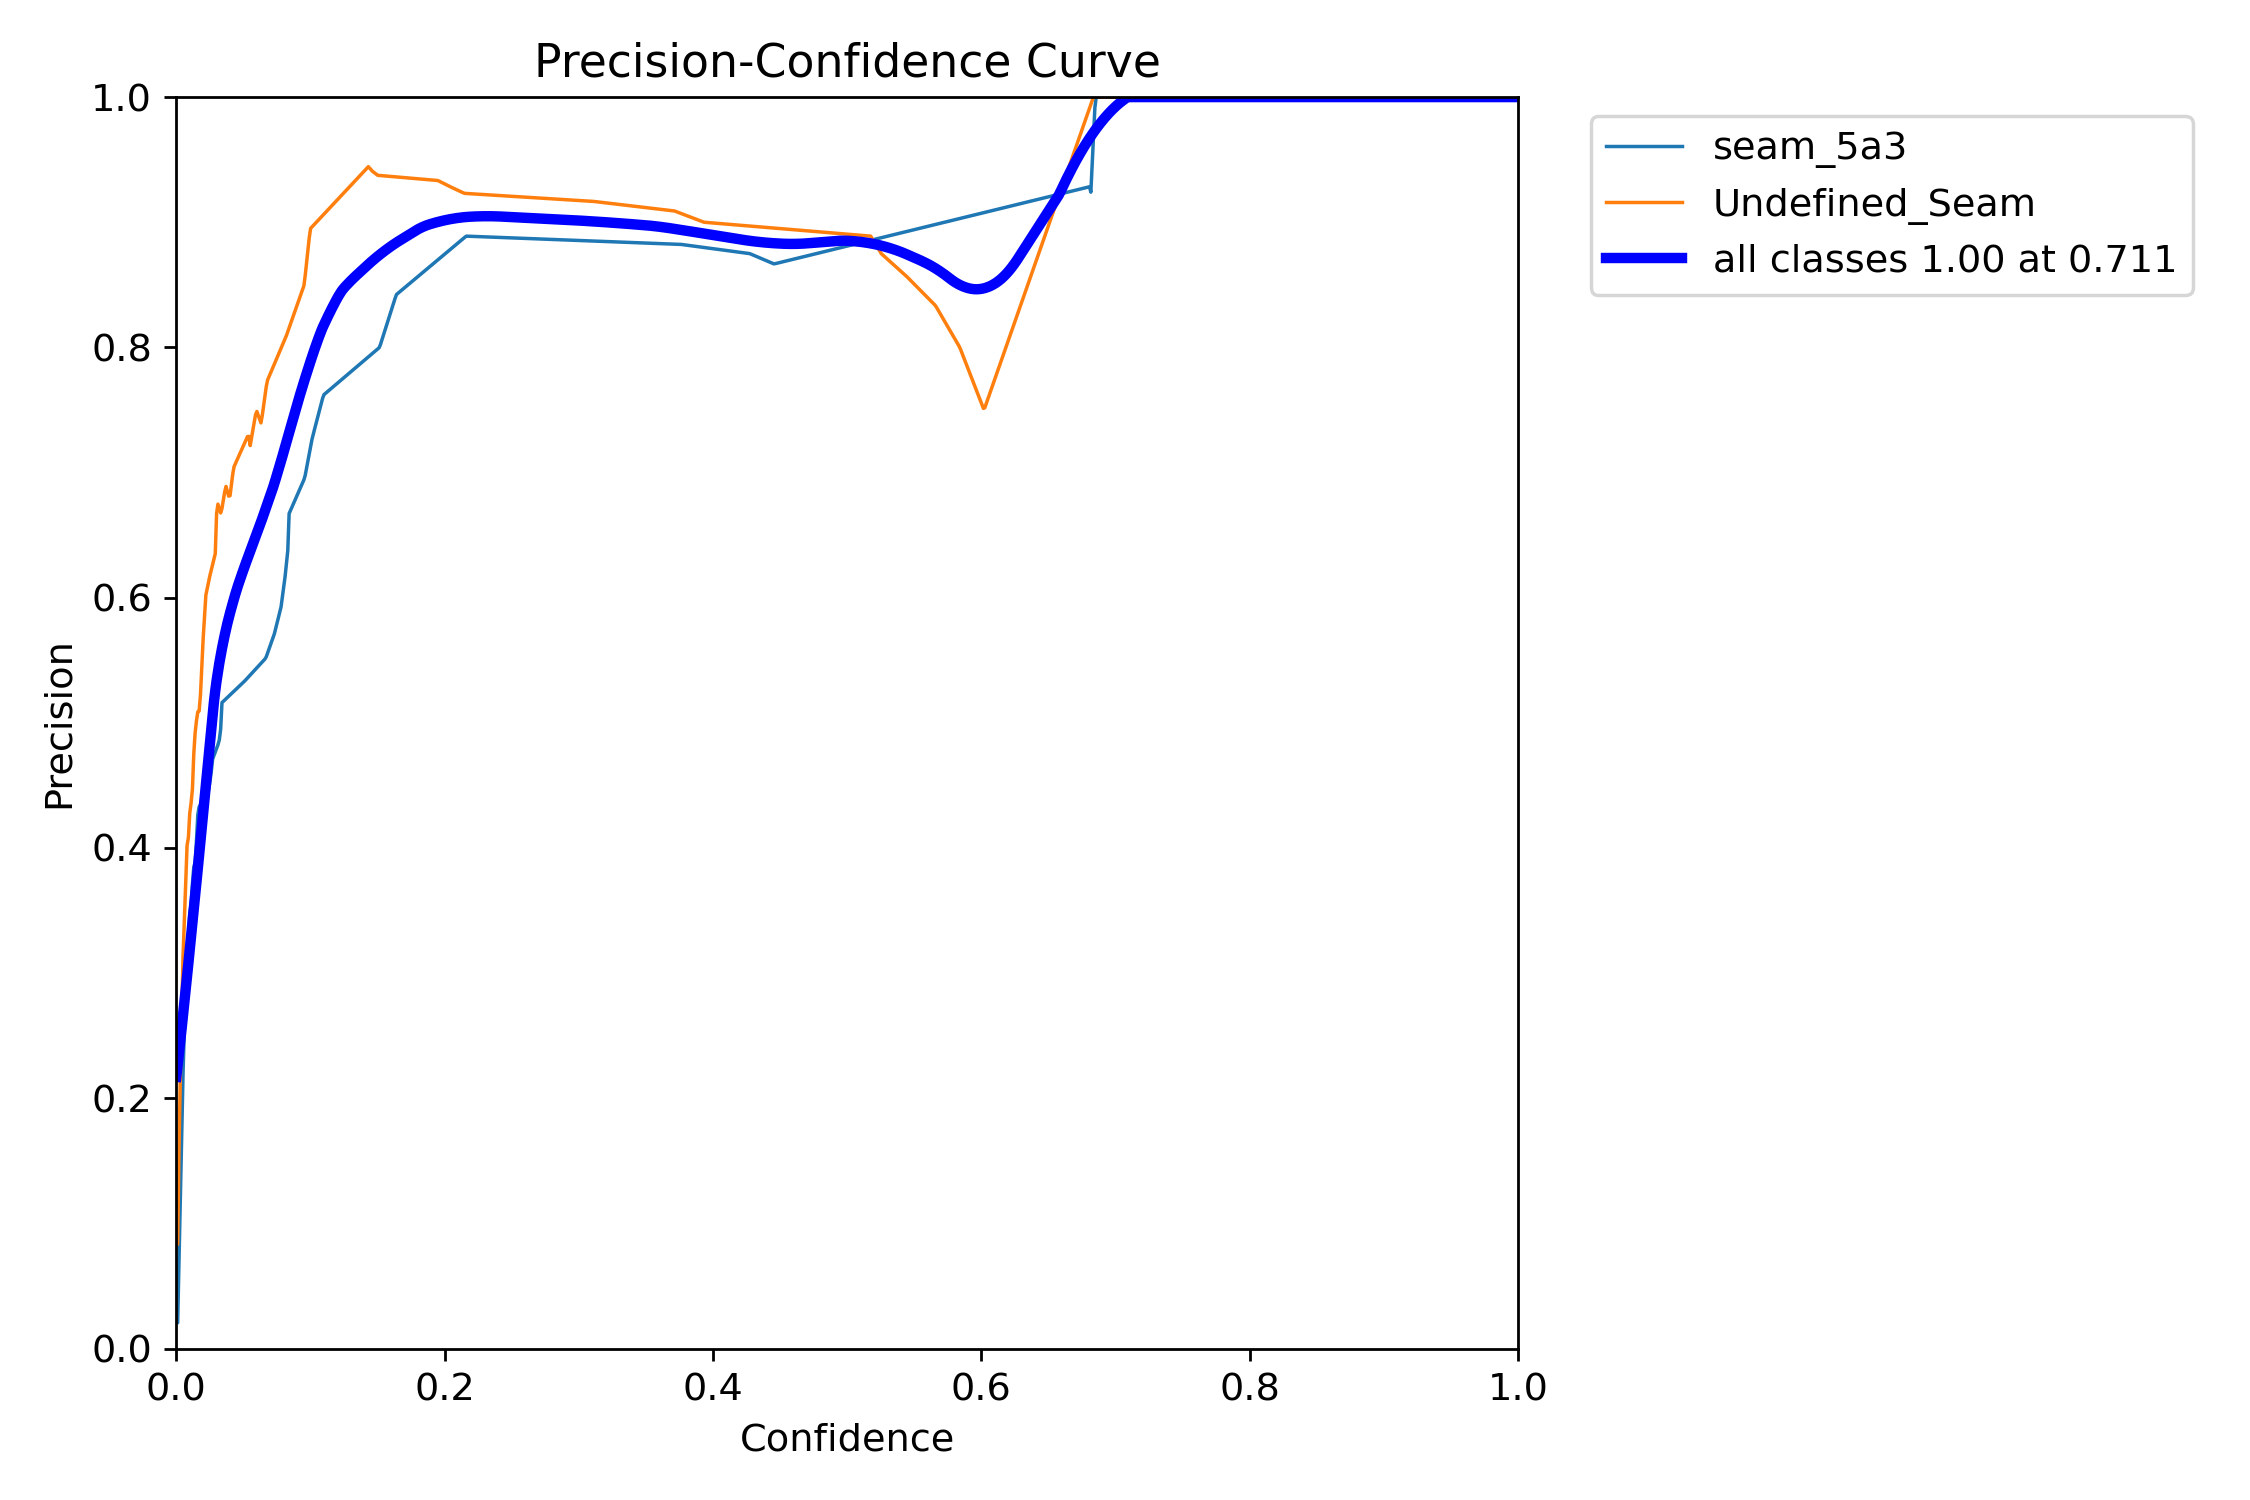 Precision-Confidence Curve
1.0
0.8
0.6
0.4
0.2
0.0
Precision
0.0 0.2 0.4 0.6 0.8 1.0
Confidence
seam_5a3
Undefined_Seam
all classes 1.00 at 0.711